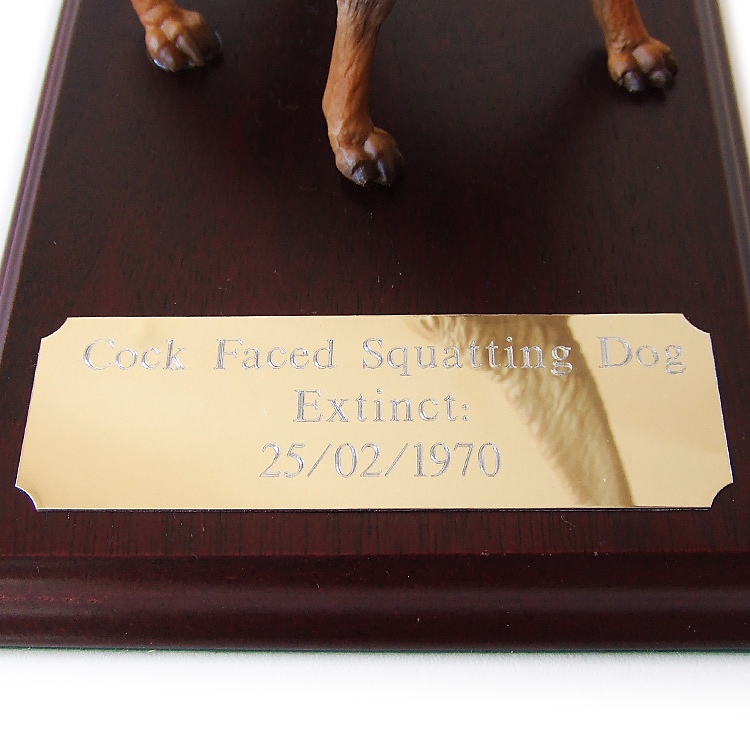 Cock Faced Squatting Dog
Extinct:
25/02/1970